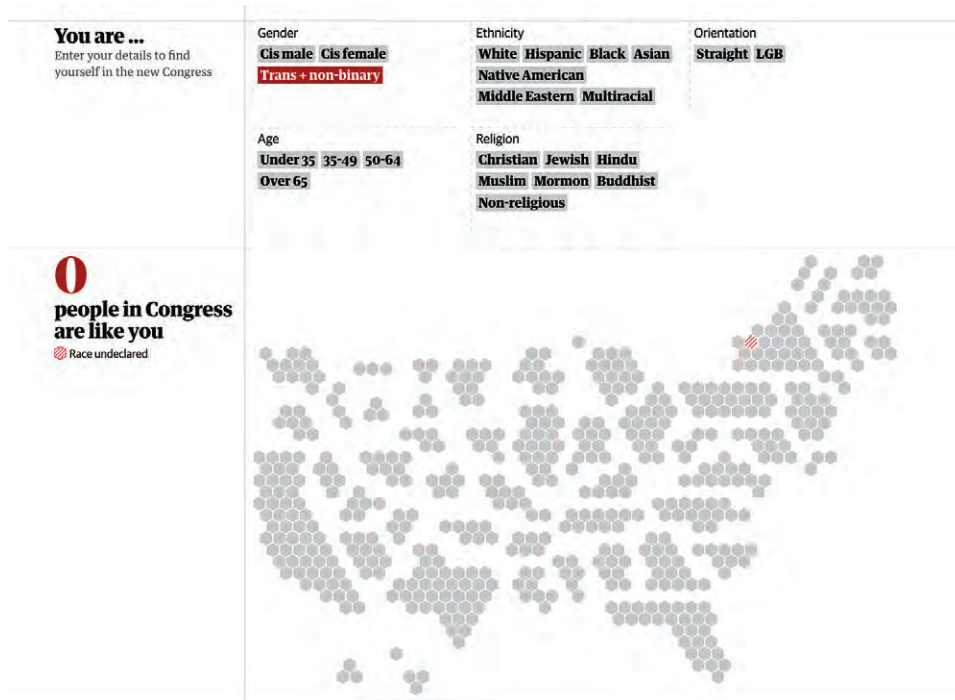 You are ...
Enter your details to find
yourself in the new Congress
Gender
Cis male Cis female
Trans + non-binary
Ethnicity
White Hispanic Black Asian
Native American
Middle Eastern Multiracial
Orientation
Straight LGB
Age
Under 35 35-49 50-64
Over 65
Religion
Christian Jewish Hindu
Muslim Mormon Buddhist
Non-religious
0
people in Congress
are like you
Race undeclared